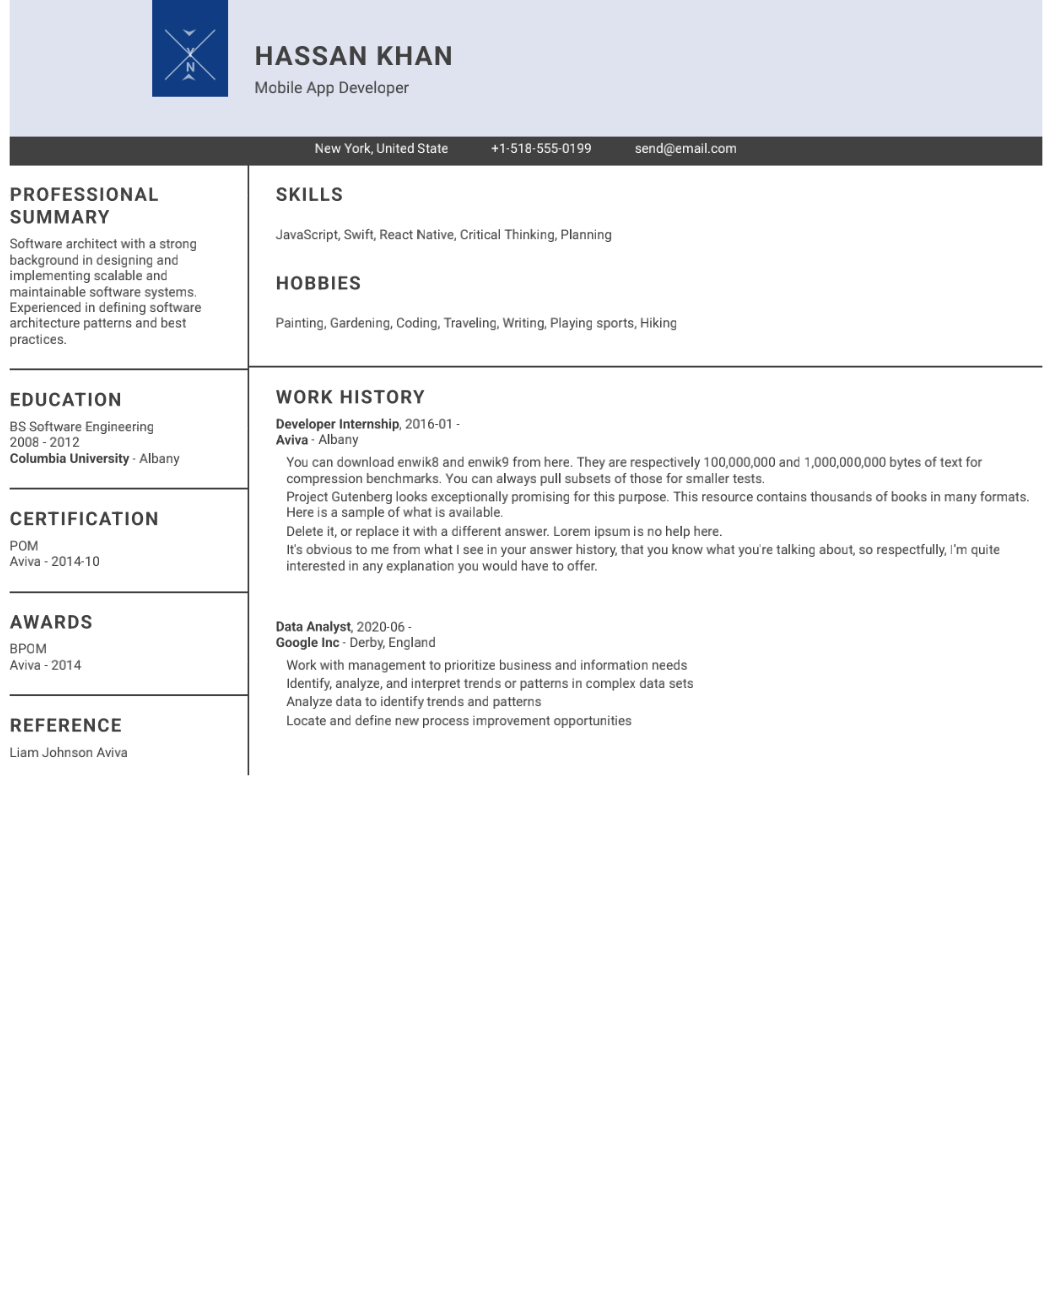 Y
N
HASSAN KHAN
Mobile App Developer
New York, United State +1-518-555-0199 send@email.com
PROFESSIONAL
SUMMARY
Software architect with a strong
background in designing and
implementing scalable and
maintainable software systems.
Experienced in defining software
architecture patterns and best
practices.
EDUCATION
BS Software Engineering
2008 - 2012
Columbia University - Albany
CERTIFICATION
POM
Aviva - 2014-10
AWARDS
BPOM
Aviva - 2014
REFERENCE
Liam Johnson Aviva
SKILLS
JavaScript, Swift, React Native, Critical Thinking, Planning
HOBBIES
Painting, Gardening, Coding, Traveling, Writing, Playing sports, Hiking
WORK HISTORY
Developer Internship, 2016-01 -
Aviva - Albany
You can download enwik8 and enwik9 from here. They are respectively 100,000,000 and 1,000,000,000 bytes of text for
compression benchmarks. You can always pull subsets of those for smaller tests.
Project Gutenberg looks exceptionally promising for this purpose. This resource contains thousands of books in many formats.
Here is a sample of what is available.
Delete it, or replace it with a different answer. Lorem ipsum is no help here.
It's obvious to me from what I see in your answer history, that you know what you're talking about, so respectfully, I'm quite
interested in any explanation you would have to offer.
Data Analyst, 2020-06 -
Google Inc - Derby, England
Work with management to prioritize business and information needs
Identify, analyze, and interpret trends or patterns in complex data sets
Analyze data to identify trends and patterns
Locate and define new process improvement opportunities